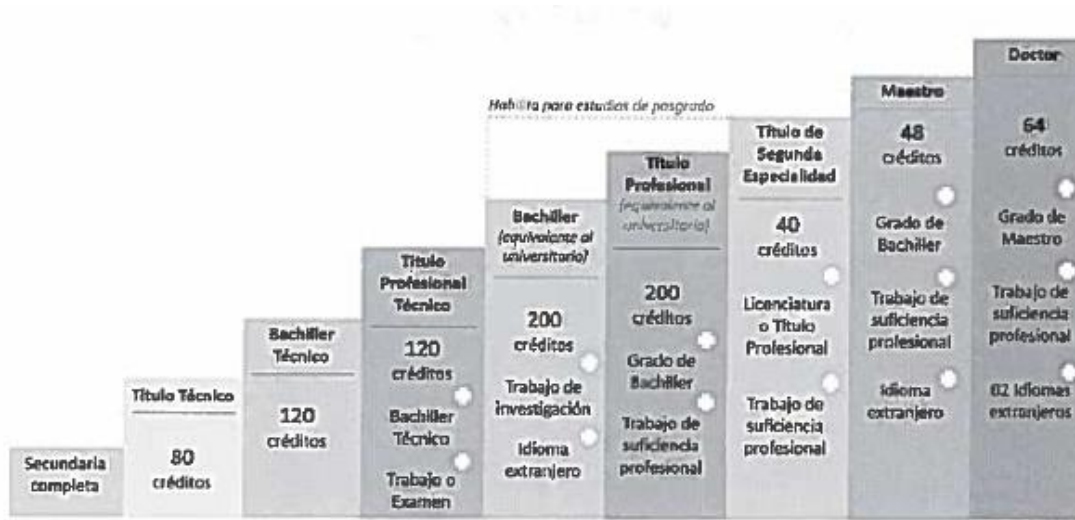 Secundaria
completa
Título Técnico
80
créditos
Bachiller
Técnico
120
créditos
Título
Profesional
Técnico
120
créditos
Bachiller
Técnico
Trabajo o
Examen
Habilita para estudios de posgrado
Bachiller
(equivalente al
universitario)
200
créditos
Trabajo de
investigación
Idioma
extranjero
Título
Profesional
(equivalente al
universitario)
200
créditos
Grado de
Bachiller
Trabajo de
suficiencia
profesional
Título de
Segunda
Especialidad
40
créditos
Licenciatura
o Título
Profesional
Trabajo de
suficiencia
profesional
Maestro
48
créditos
Grado de
Bachiller
Trabajo de
suficiencia
profesional
Idioma
extranjero
Doctor
64
créditos
Grado de
Maestro
Trabajo de
suficiencia
profesional
02 Idiomas
extranjeros